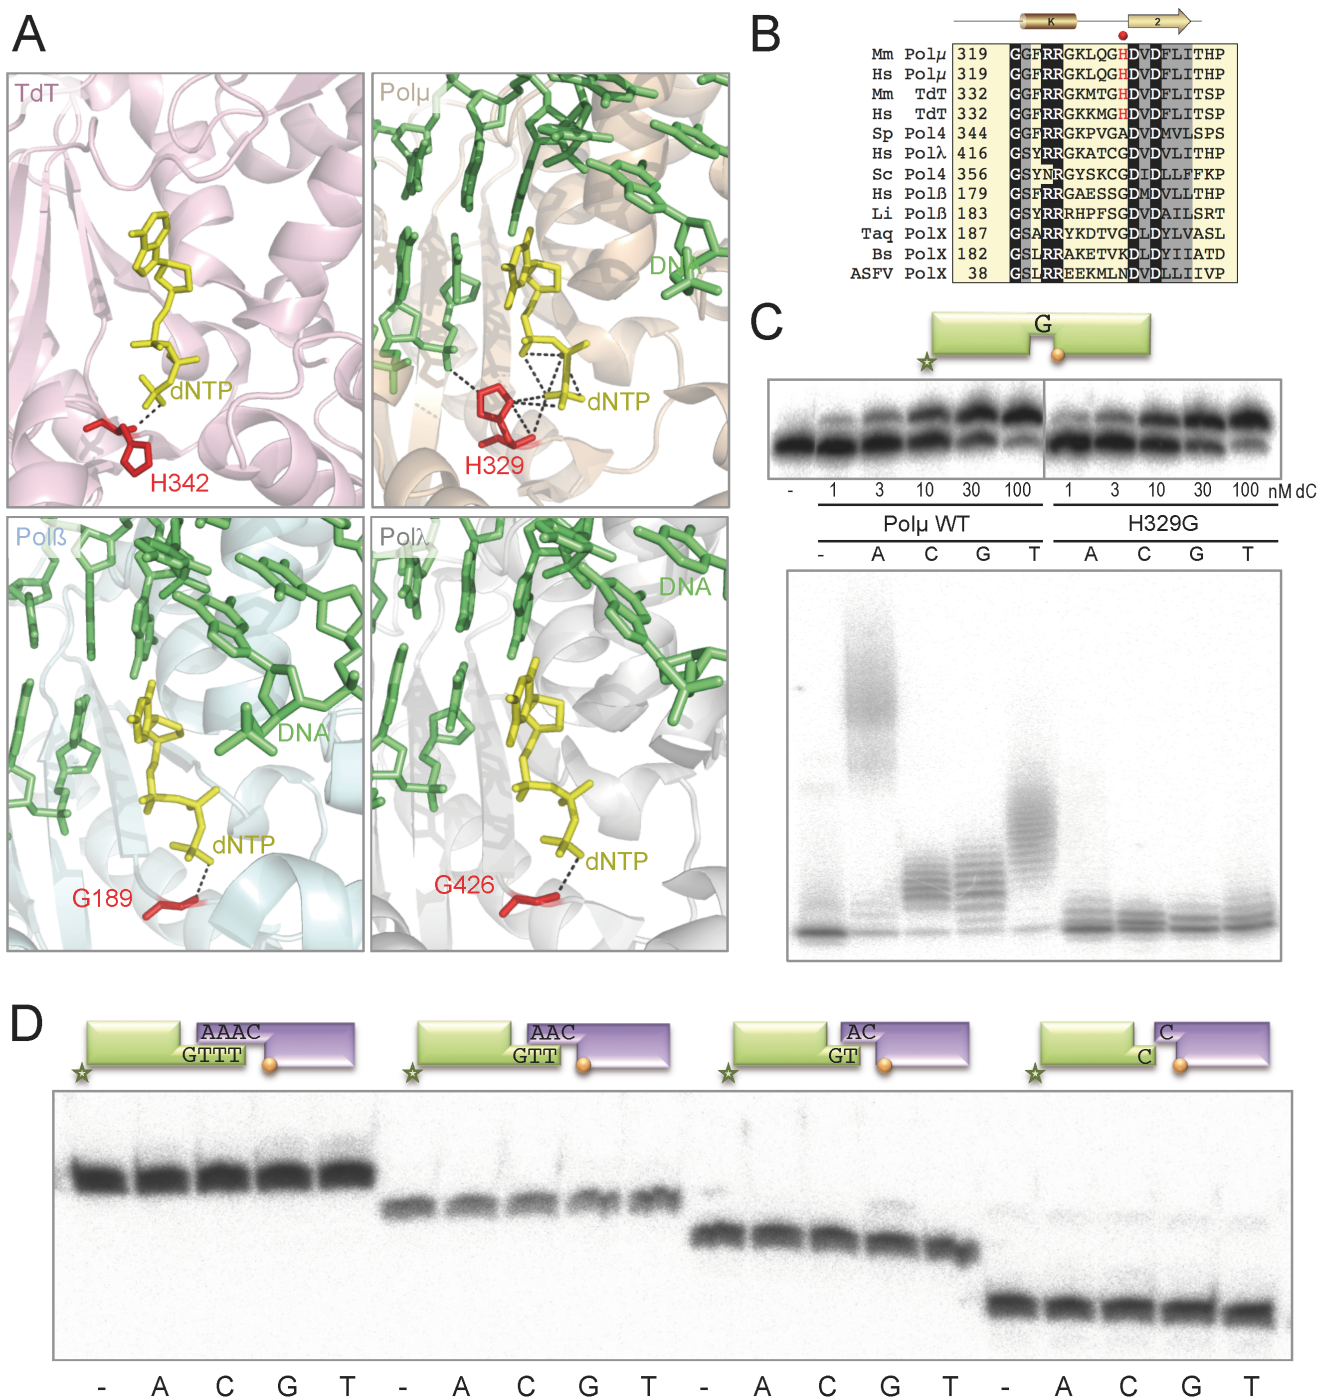 A
TdT
dNTP
H342
Polµ
DNA
dNTP
H329
Polß
DNA
dNTP
G189
Polλ
DNA
dNTP
G426
B
K 2
Mm Polµ 319 GGFRRGKLQGHDVDFLITHP
Hs Polµ 319 GGFRRGKLQGHDVDFLITHP
Mm TdT 332 GGFRRGKMTGHDVDFLITSP
Hs TdT 332 GGFRRGKKMGHDVDFLITSP
Sp Pol4 344 GGFRRGKPVGADVDMVLSPS
Hs Polλ 416 GSYRRGKATCGDVDVLITHP
Sc Pol4 356 GSYNRGYSKCGDIDLLFFKP
Hs Polß 179 GSFRRGAESSGDMDVLLTHP
Li Polß 183 GSYRRRHPFSGDVDAILSRT
Taq PolX 187 GSARRYKDTVGDLDYLVASL
Bs PolX 182 GSLRRAKETVKDLDYIIATD
ASFV PolX 38 GSLRREEKMLNDVDLLIIVP
C
G
- 1 3 10 30 100 1 3 10 30 100 nM dC
Polµ WT H329G
- A C G T A C G T
D
AAAC
GTTT
AAC
GTT
AC
GT
C
C
- A C G T - A C G T - A C G T - A C G T